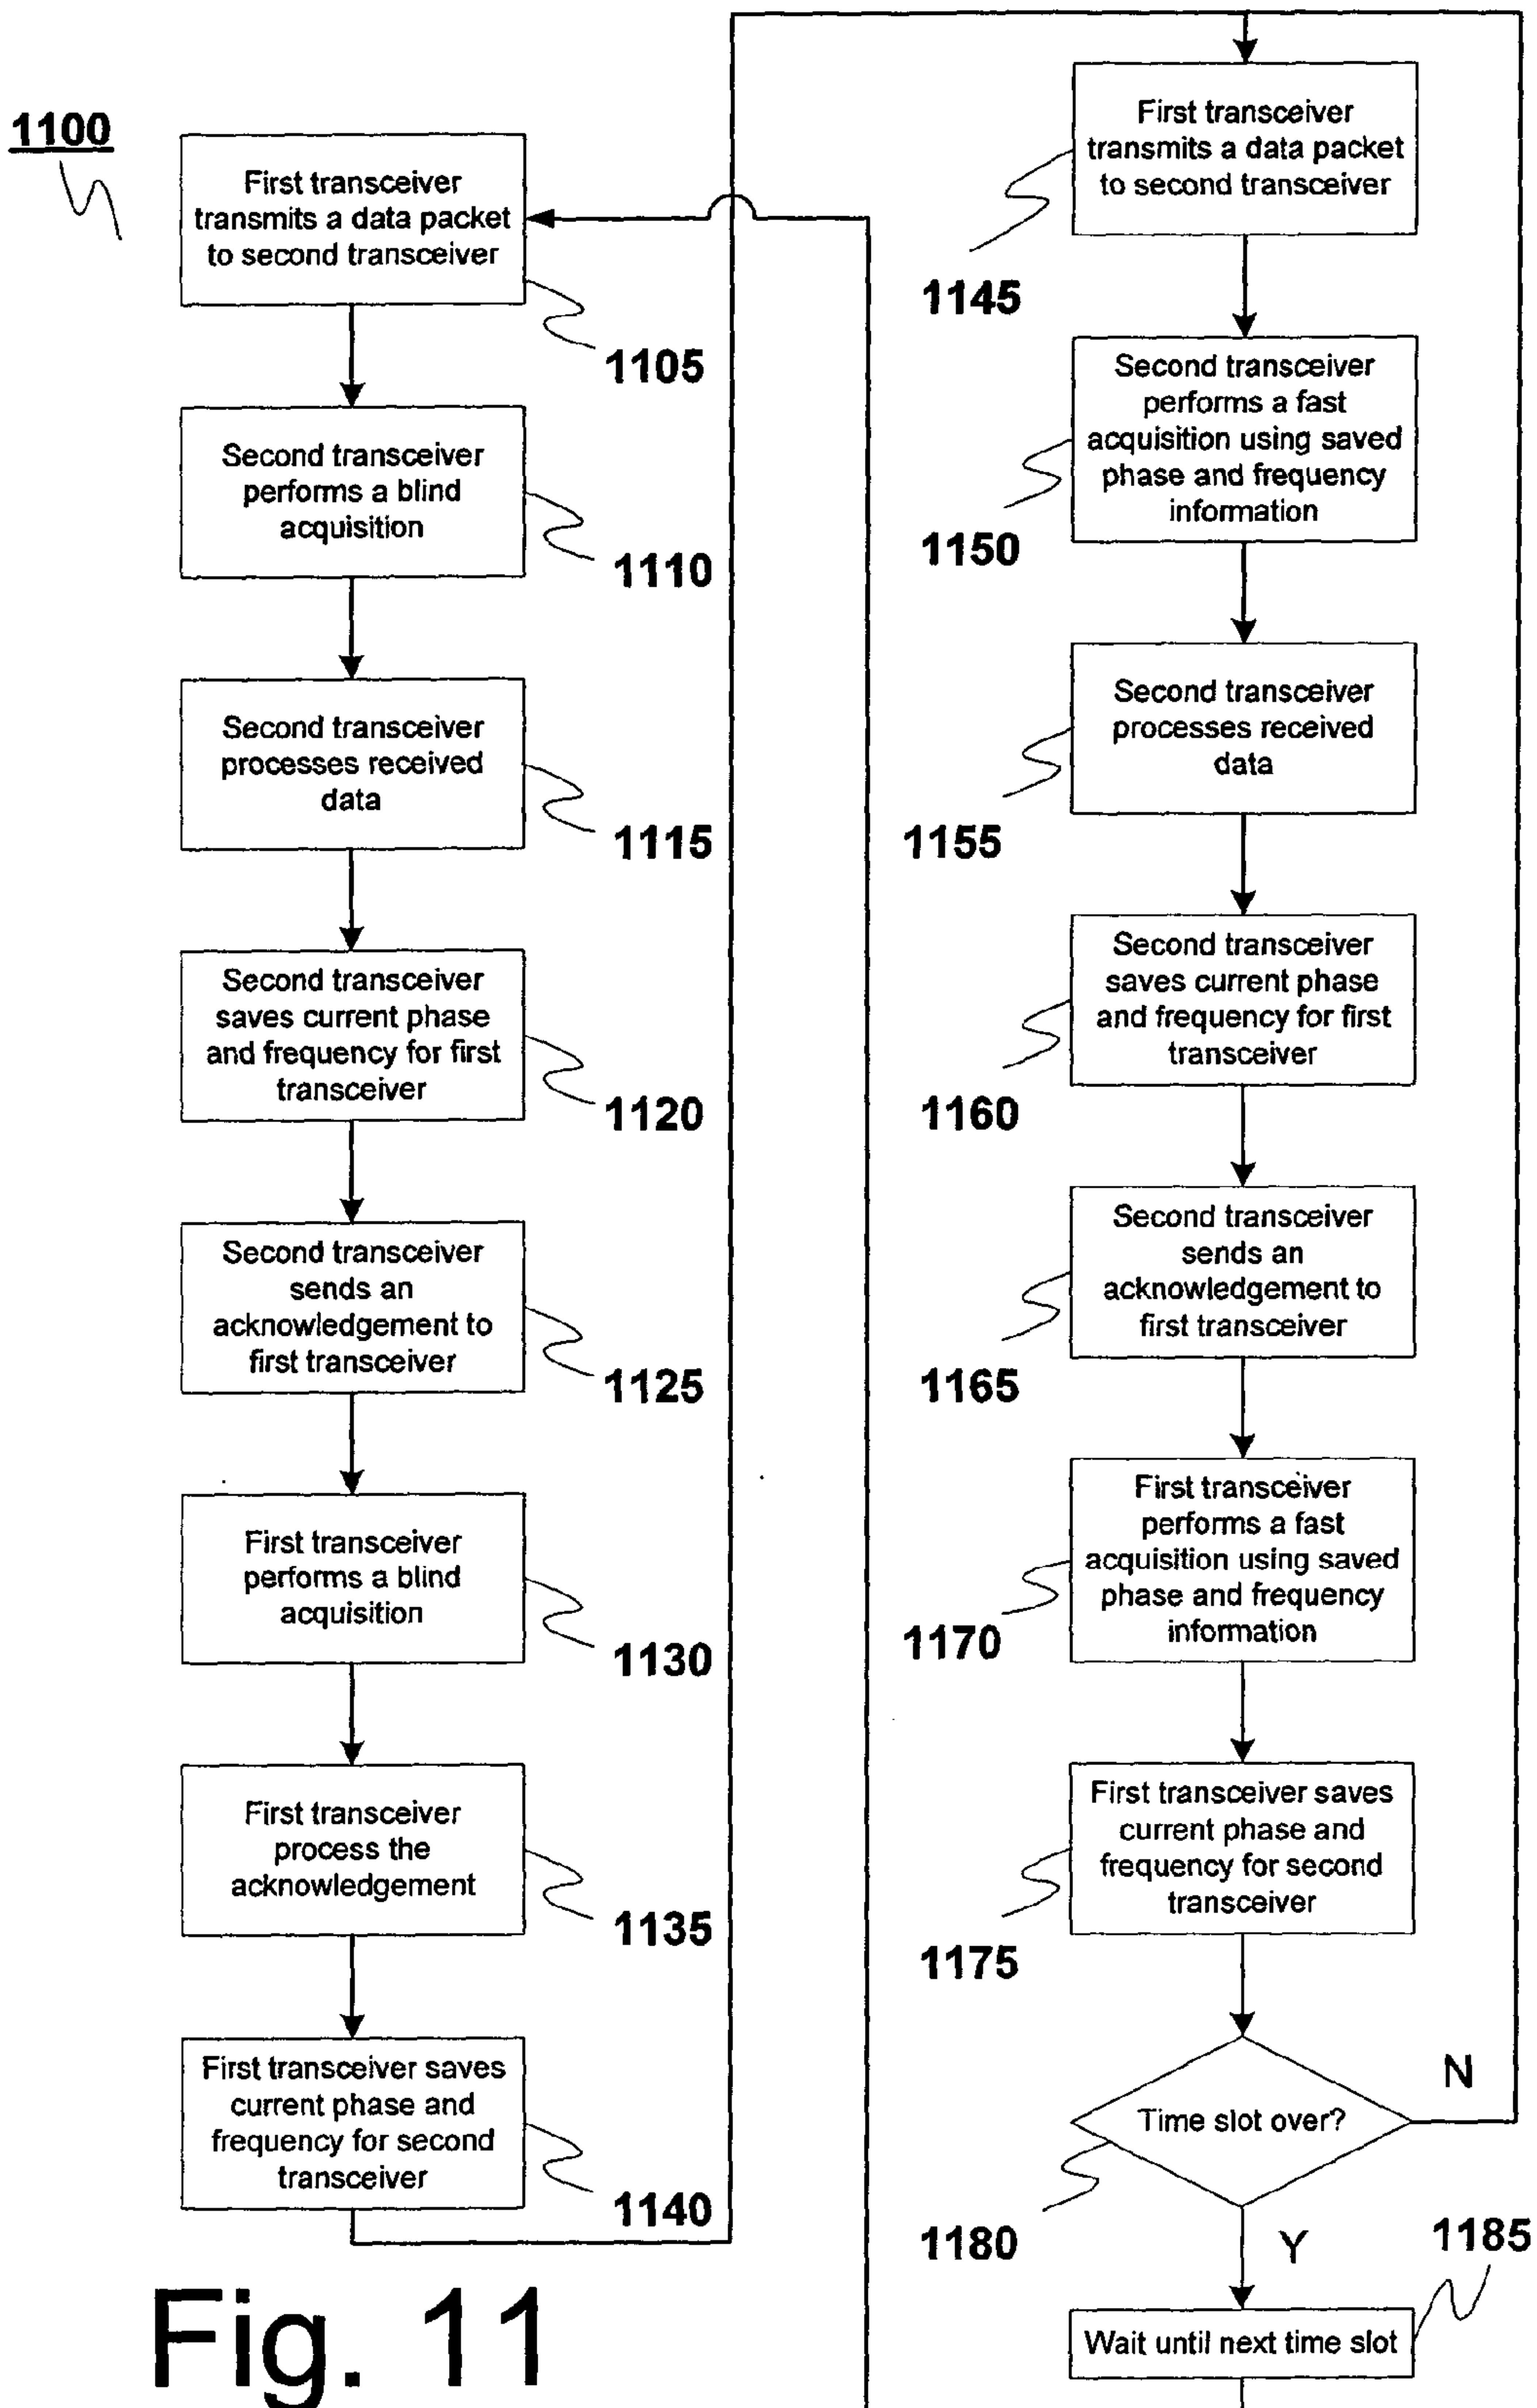 1100
First transceiver
transmits a data packet
to second transceiver
1105
Second transceiver
performs a blind
acquisition
1110
Second transceiver
processes received
data
1115
Second transceiver
saves current phase
and frequency for first
transceiver
1120
Second transceiver
sends an
acknowledgement to
first transceiver
1125
First transceiver
performs a blind
acquisition
1130
First transceiver
process the
acknowledgement
1135
First transceiver saves
current phase and
frequency for second
transceiver
1140
First transceiver
transmits a data packet
to second transceiver
1145
Second transceiver
performs a fast
acquisition using saved
phase and frequency
information
1150
Second transceiver
processes received
data
1155
Second transceiver
saves current phase
and frequency for first
transceiver
1160
Second transceiver
sends an
acknowledgement to
first transceiver
1165
First transceiver
performs a fast
acquisition using saved
phase and frequency
information
1170
First transceiver saves
current phase and
frequency for second
transceiver
1175
Time slot over?
N
1180
Y
1185
Wait until next time slot
Fig. 11